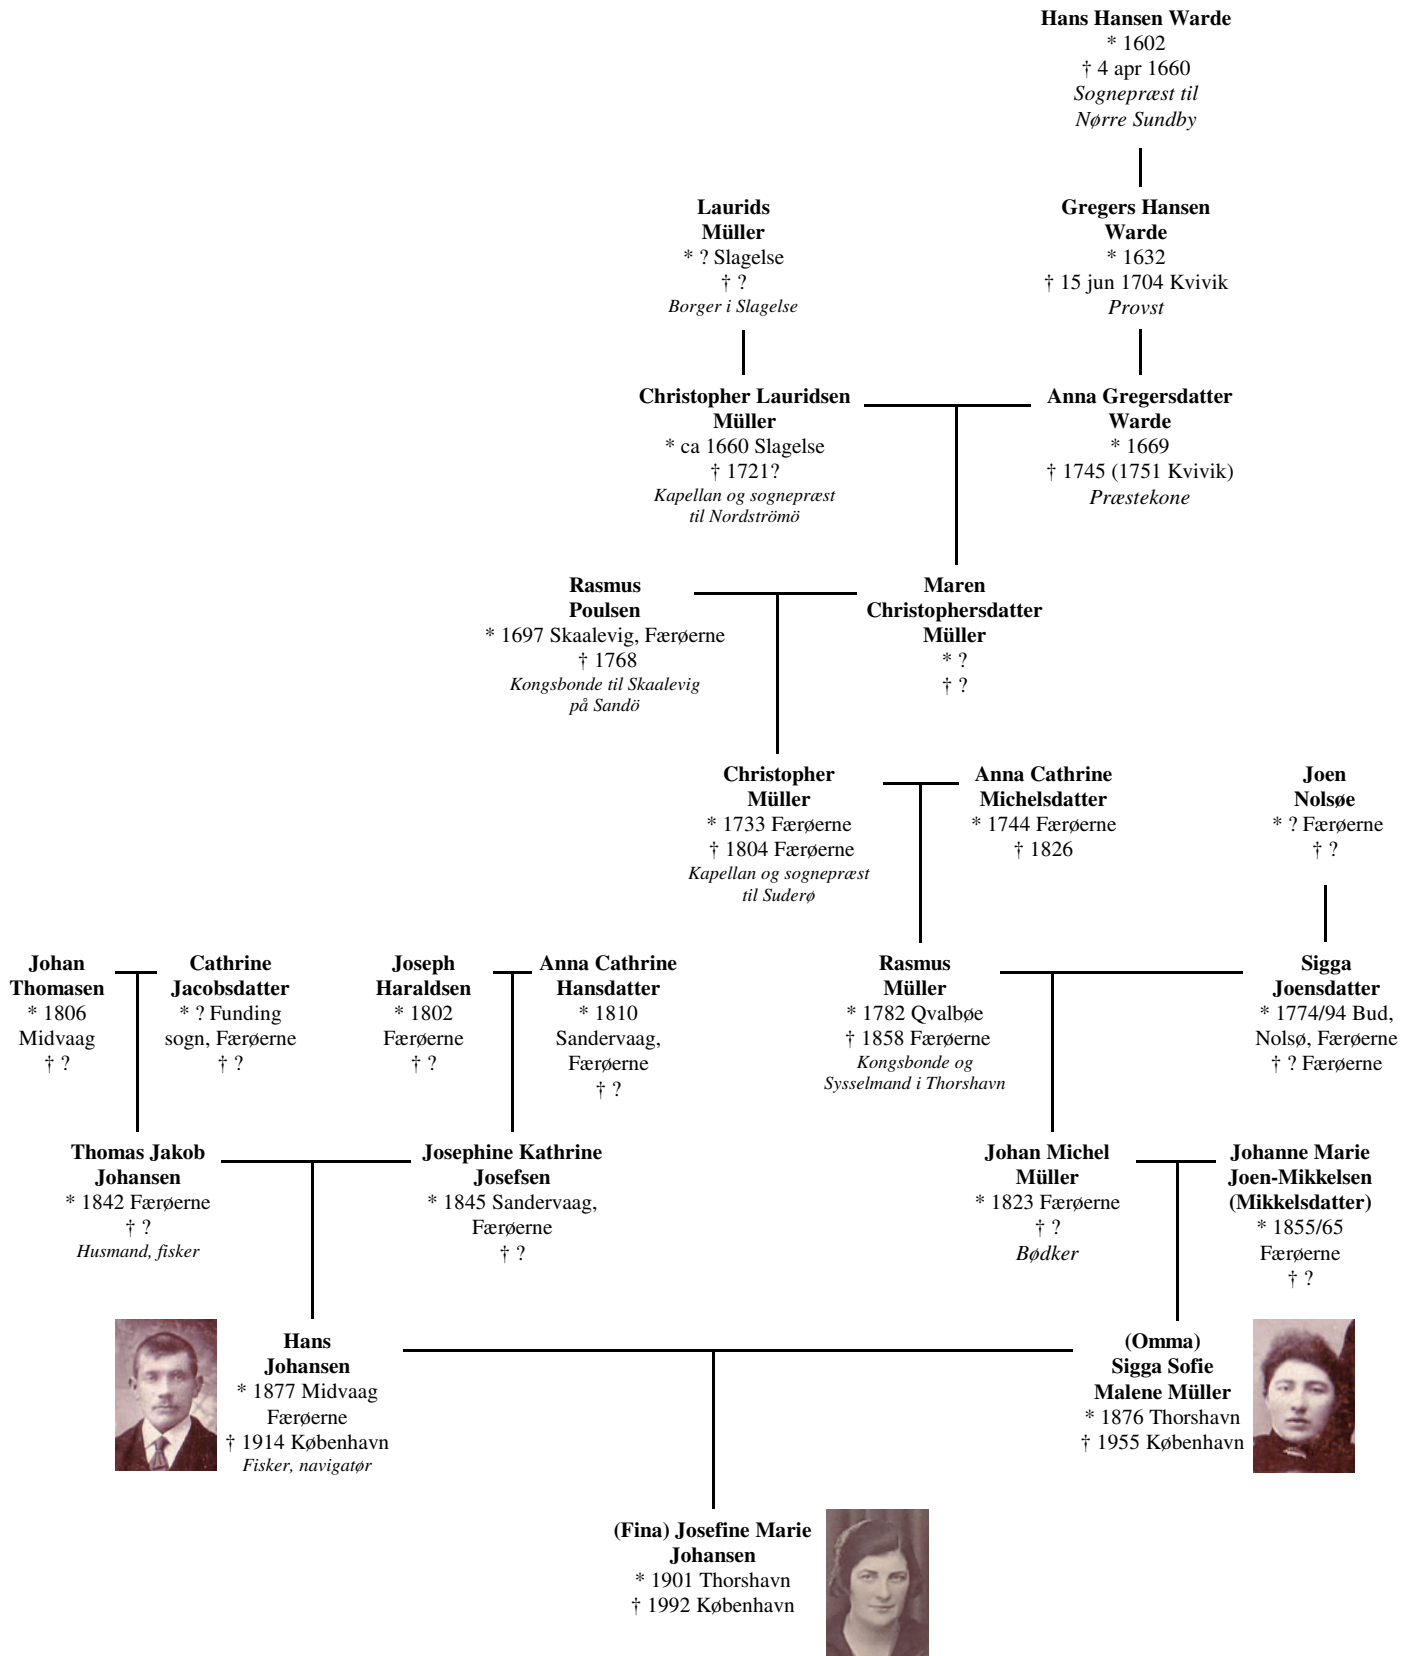 Hans Hansen Warde
* 1602
† 4 apr 1660
Sognepræst til
Nørre Sundby
Laurids
Müller
* ? Slagelse
† ?
Borger i Slagelse
Gregers Hansen
Warde
* 1632
† 15 jun 1704 Kvivik
Provst
Christopher Lauridsen
Müller
* ca 1660 Slagelse
† 1721?
Kapellan og sognepræst
til Nordströmö
Anna Gregersdatter
Warde
* 1669
† 1745 (1751 Kvivik)
Præstekone
Rasmus
Poulsen
* 1697 Skaalevig, Færøerne
† 1768
Kongsbonde til Skaalevig
på Sandö
Maren
Christophersdatter
Müller
* ?
† ?
Christopher
Müller
* 1733 Færøerne
† 1804 Færøerne
Kapellan og sognepræst
til Suderø
Anna Cathrine
Michelsdatter
* 1744 Færøerne
† 1826
Joen
Nolsøe
* ? Færøerne
† ?
Johan
Thomasen
* 1806
Midvaag
† ?
Cathrine
Jacobsdatter
* ? Funding
sogn, Færøerne
† ?
Joseph
Haraldsen
* 1802
Færøerne
† ?
Anna Cathrine
Hansdatter
* 1810
Sandervaag,
Færøerne
† ?
Rasmus
Müller
* 1782 Qvalbøe
† 1858 Færøerne
Kongsbonde og
Sysselmand i Thorshavn
Sigga
Joensdatter
* 1774/94 Bud,
Nolsø, Færøerne
† ? Færøerne
Thomas Jakob
Johansen
* 1842 Færøerne
† ?
Husmand, fisker
Josephine Kathrine
Josefsen
* 1845 Sandervaag,
Færøerne
† ?
Johan Michel
Müller
* 1823 Færøerne
† ?
Bødker
Johanne Marie
Joen-Mikkelsen
(Mikkelsdatter)
* 1855/65
Færøerne
† ?
Hans
Johansen
* 1877 Midvaag
Færøerne
† 1914 København
Fisker, navigatør
(Omma)
Sigga Sofie
Malene Müller
* 1876 Thorshavn
† 1955 København
(Fina) Josefine Marie
Johansen
* 1901 Thorshavn
† 1992 København